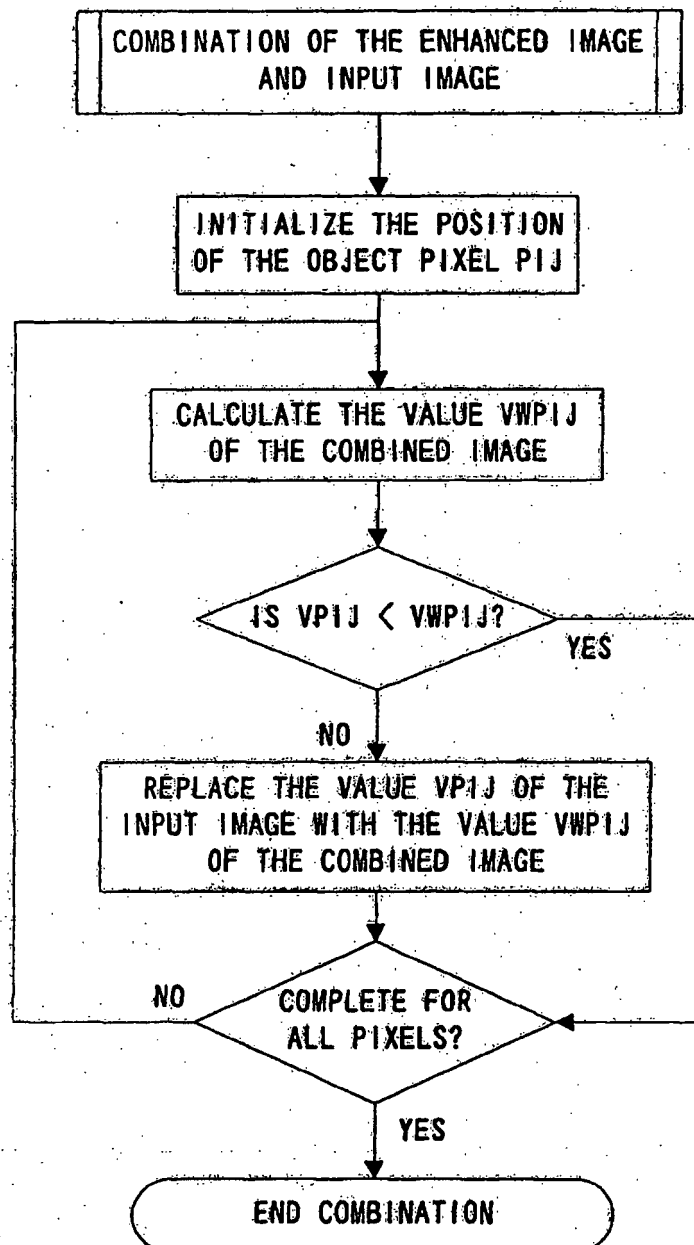 COMBINATION OF THE ENHANCED IMAGE
AND INPUT IMAGE
INITIALIZE THE POSITION
OF THE OBJECT PIXEL PIJ
CALCULATE THE VALUE VWPIJ
OF THE COMBINED IMAGE
IS VPIJ < VWPIJ?
YES
NO
REPLACE THE VALUE VPIJ OF THE
INPUT IMAGE WITH THE VALUE VWPIJ
OF THE COMBINED IMAGE
NO
COMPLETE FOR
ALL PIXELS?
YES
END COMBINATION